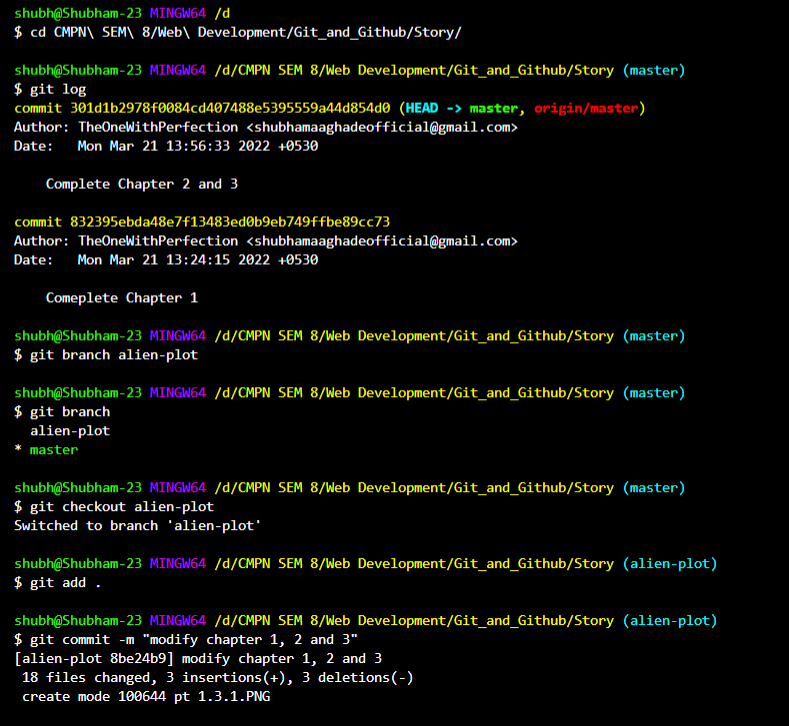 shubh@Shubham-23 MINGW64 /d
$ cd CMPN\ SEM\ 8/Web\ Development/Git_and_Github/Story/
shubh@Shubham-23 MINGW64 /d/CMPN SEM 8/Web Development/Git_and_Github/Story (master)
$ git log
commit 301d1b2978f0084cd407488e5395559a44d854d0 (HEAD -> master, origin/master)
Author: TheOneWithPerfection <shubhamaaghadeofficial@gmail.com>
Date:   Mon Mar 21 13:56:33 2022 +0530
    Complete Chapter 2 and 3
commit 832395ebda48e7f13483ed0b9eb749ffbe89cc73
Author: TheOneWithPerfection <shubhamaaghadeofficial@gmail.com>
Date:   Mon Mar 21 13:24:15 2022 +0530
    Comeplete Chapter 1
shubh@Shubham-23 MINGW64 /d/CMPN SEM 8/Web Development/Git_and_Github/Story (master)
$ git branch alien-plot
shubh@Shubham-23 MINGW64 /d/CMPN SEM 8/Web Development/Git_and_Github/Story (master)
$ git branch
  alien-plot
* master
shubh@Shubham-23 MINGW64 /d/CMPN SEM 8/Web Development/Git_and_Github/Story (master)
$ git checkout alien-plot
Switched to branch 'alien-plot'
shubh@Shubham-23 MINGW64 /d/CMPN SEM 8/Web Development/Git_and_Github/Story (alien-plot)
$ git add .
shubh@Shubham-23 MINGW64 /d/CMPN SEM 8/Web Development/Git_and_Github/Story (alien-plot)
$ git commit -m "modify chapter 1, 2 and 3"
[alien-plot 8be24b9] modify chapter 1, 2 and 3
 18 files changed, 3 insertions(+), 3 deletions(-)
 create mode 100644 pt 1.3.1.PNG